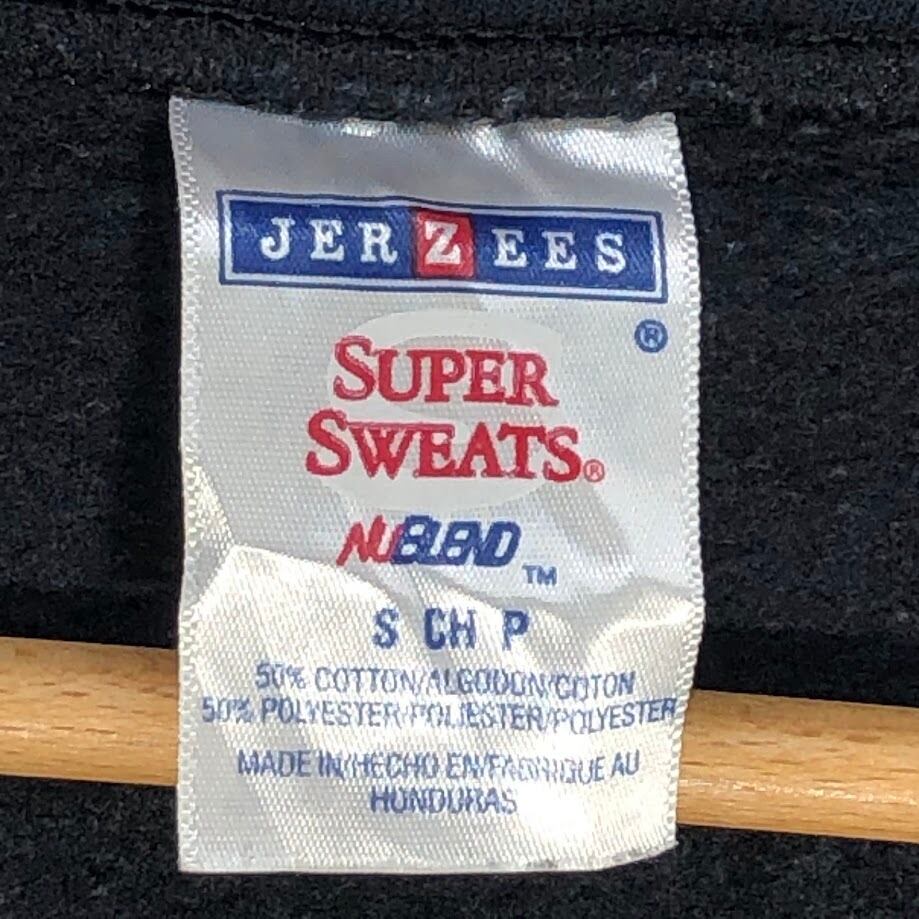 JERZEES
®
SUPER
SWEATS®
NUBLEND
TM
S CH P
50% COTTON/ALGODON/COTON
50% POLYESTER/POLIESTER/POLYESTER
MADE IN/HECHO EN/FABRIQUE AU
HONDURAS